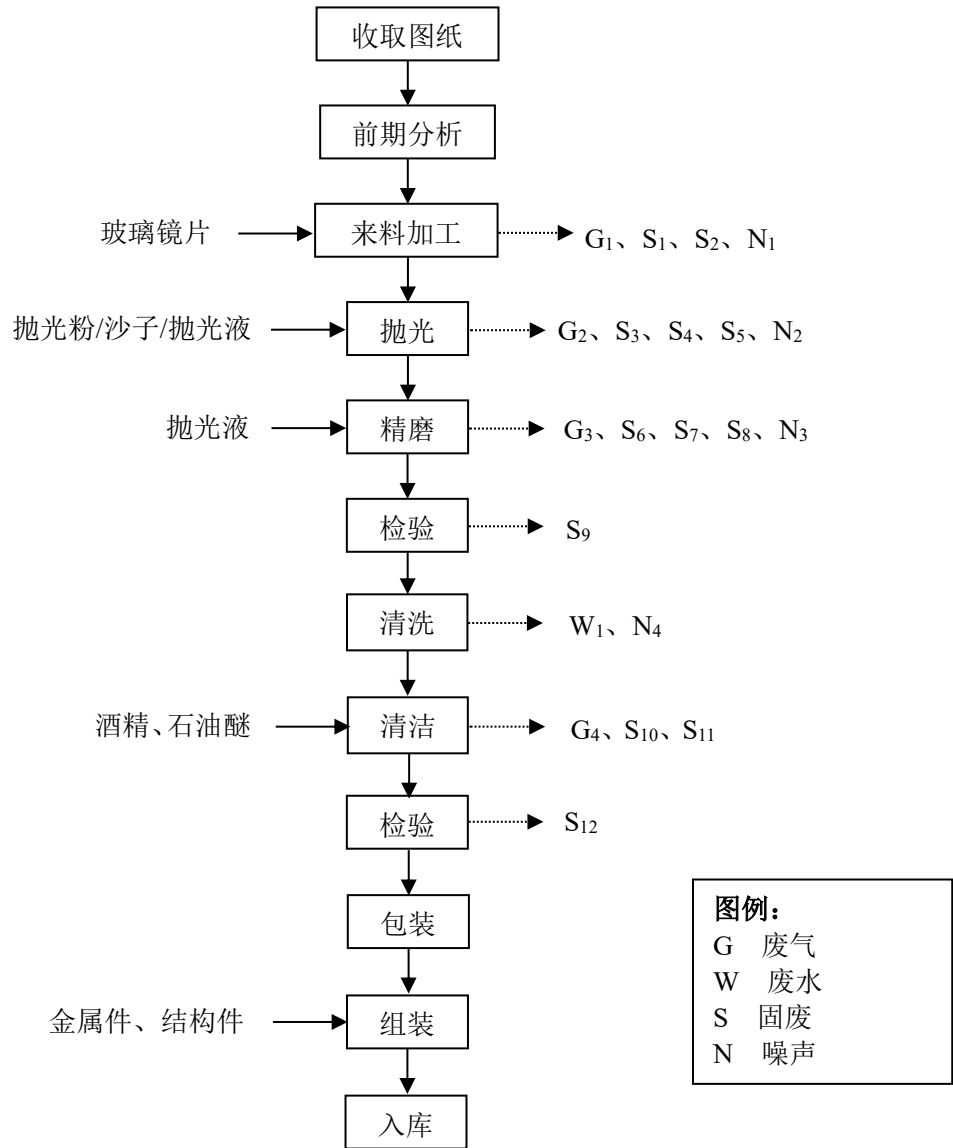 收取图纸
前期分析
玻璃镜片 来料加工 G₁、S₁、S₂、N₁
抛光粉/沙子/抛光液 抛光 G₂、S₃、S₄、S₅、N₂
抛光液 精磨 G₃、S₆、S₇、S₈、N₃
检验 S₉
清洗 W₁、N₄
酒精、石油醚 清洁 G₄、S₁₀、S₁₁
检验 S₁₂
包装
金属件、结构件 组装
入库
图例：
G 废气
W 废水
S 固废
N 噪声